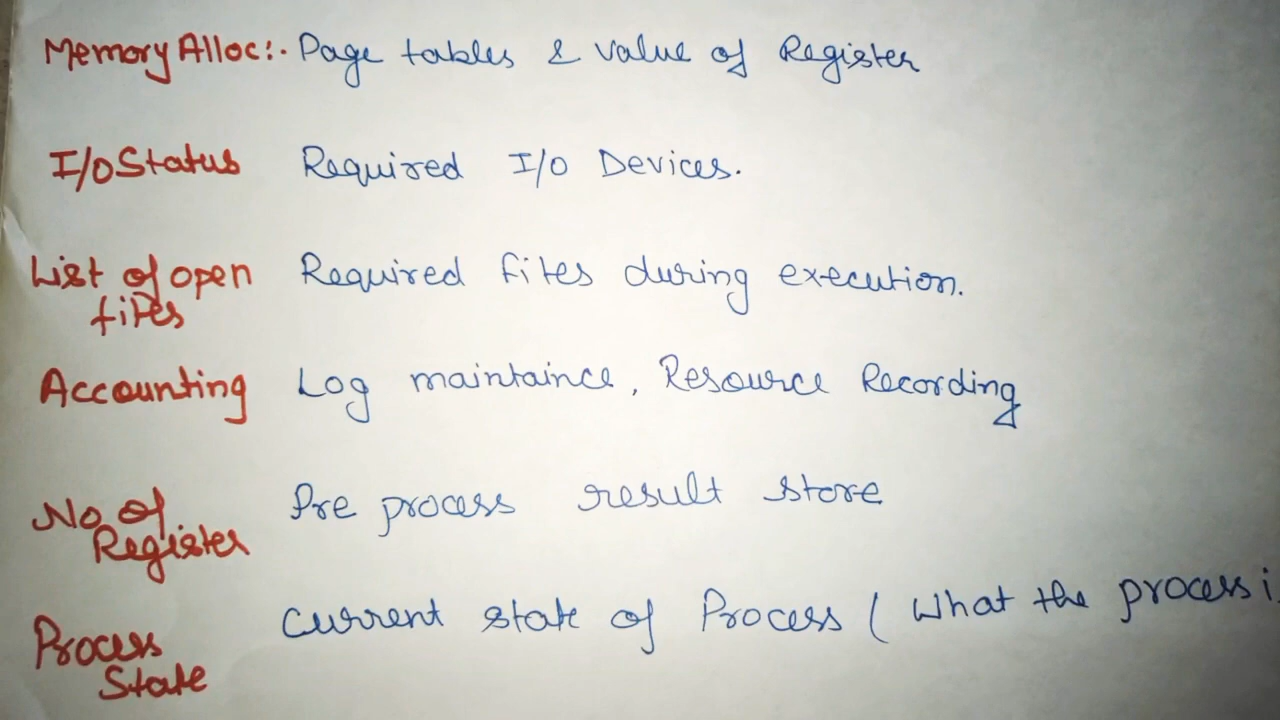 Memory Alloc:- Page tables & value of Register
I/O Status Required I/O Devices.
List of open Required files during execution.
files
Accounting Log maintaince, Resource Recording
No. of Pre process result store
Register
Process Current state of Process ( What the process i
State